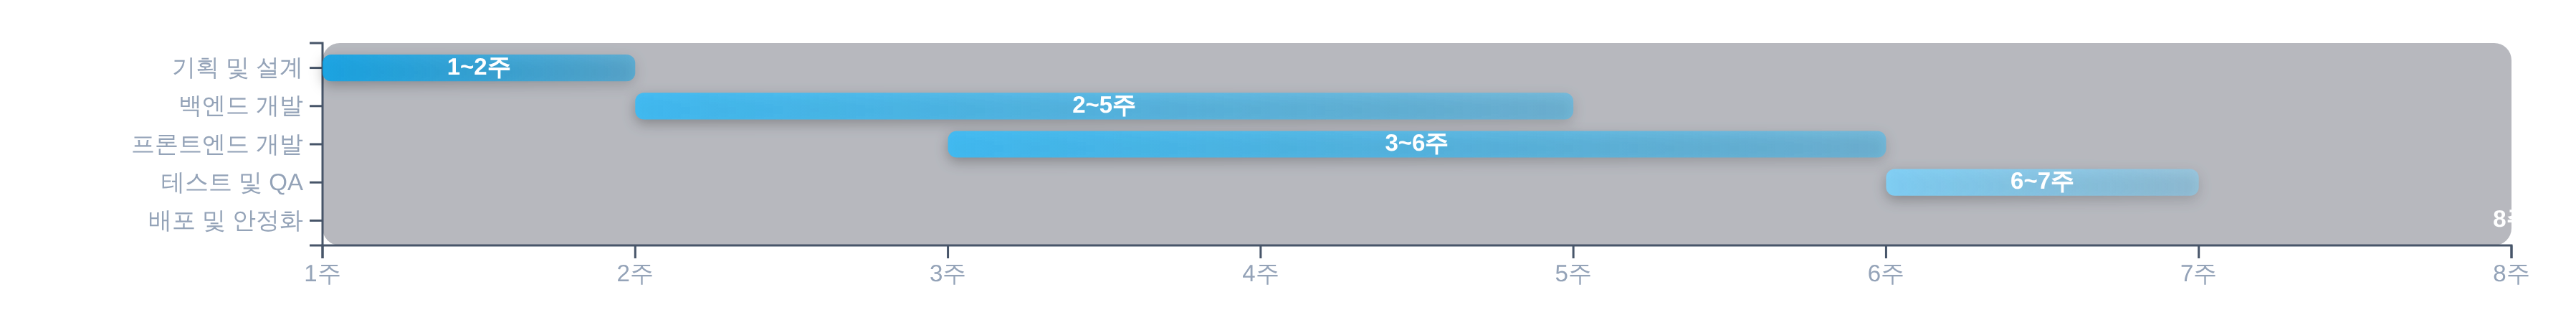 기획 및 설계 1~2주
백엔드 개발 2~5주
프론트엔드 개발 3~6주
테스트 및 QA 6~7주
배포 및 안정화 8주
1주 2주 3주 4주 5주 6주 7주 8주